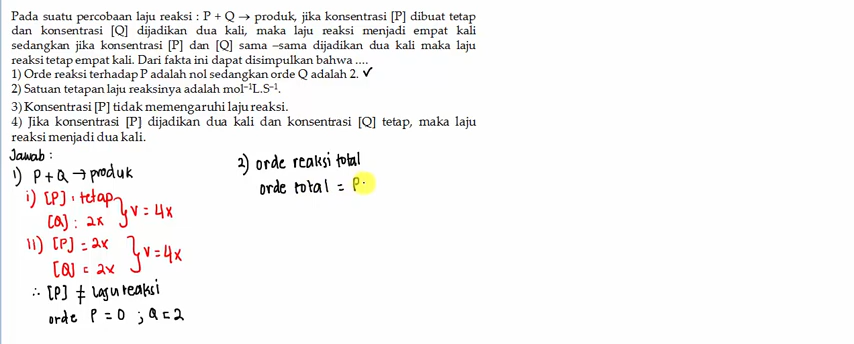 Pada suatu percobaan laju reaksi : P + Q → produk, jika konsentrasi [P] dibuat tetap
dan konsentrasi [Q] dijadikan dua kali, maka laju reaksi menjadi empat kali
sedangkan jika konsentrasi [P] dan [Q] sama –sama dijadikan dua kali maka laju
reaksi tetap empat kali. Dari fakta ini dapat disimpulkan bahwa ....
1) Orde reaksi terhadap P adalah nol sedangkan orde Q adalah 2. ✓
2) Satuan tetapan laju reaksinya adalah mol⁻¹L.S⁻¹.
3) Konsentrasi [P] tidak memengaruhi laju reaksi.
4) Jika konsentrasi [P] dijadikan dua kali dan konsentrasi [Q] tetap, maka laju
reaksi menjadi dua kali.
Jawab :
1) P + Q → produk
i) [P] : tetap
[Q] : 2x } v = 4x
II) [P] = 2x
[Q] = 2x } v = 4x
∴ [P] ≠ laju reaksi
orde P = 0 ; Q = 2
2) orde reaksi total
orde total = P.